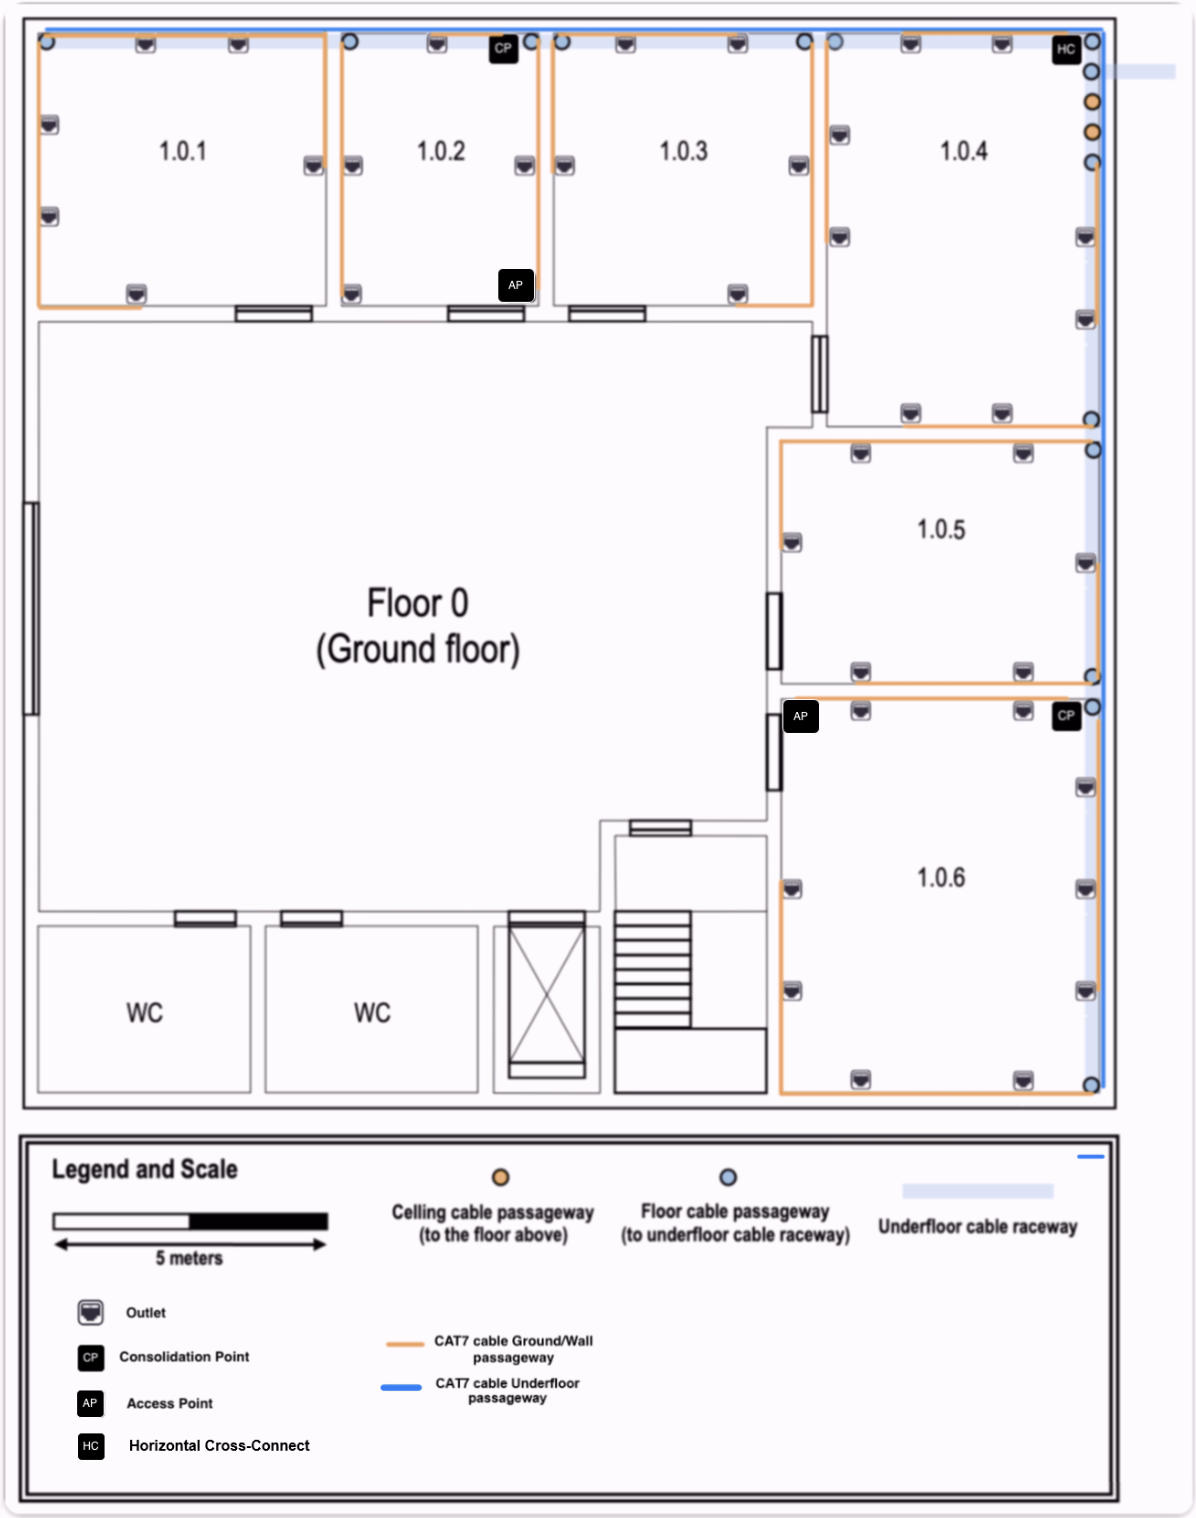 CP
HC
1.0.1
1.0.2
1.0.3
1.0.4
AP
1.0.5
Floor 0
(Ground floor)
AP
CP
1.0.6
WC
WC
Legend and Scale
5 meters
Celling cable passageway
(to the floor above)
Floor cable passageway
(to underfloor cable raceway)
Underfloor cable raceway
Outlet
CP Consolidation Point
AP Access Point
HC Horizontal Cross-Connect
CAT7 cable Ground/Wall
passageway
CAT7 cable Underfloor
passageway